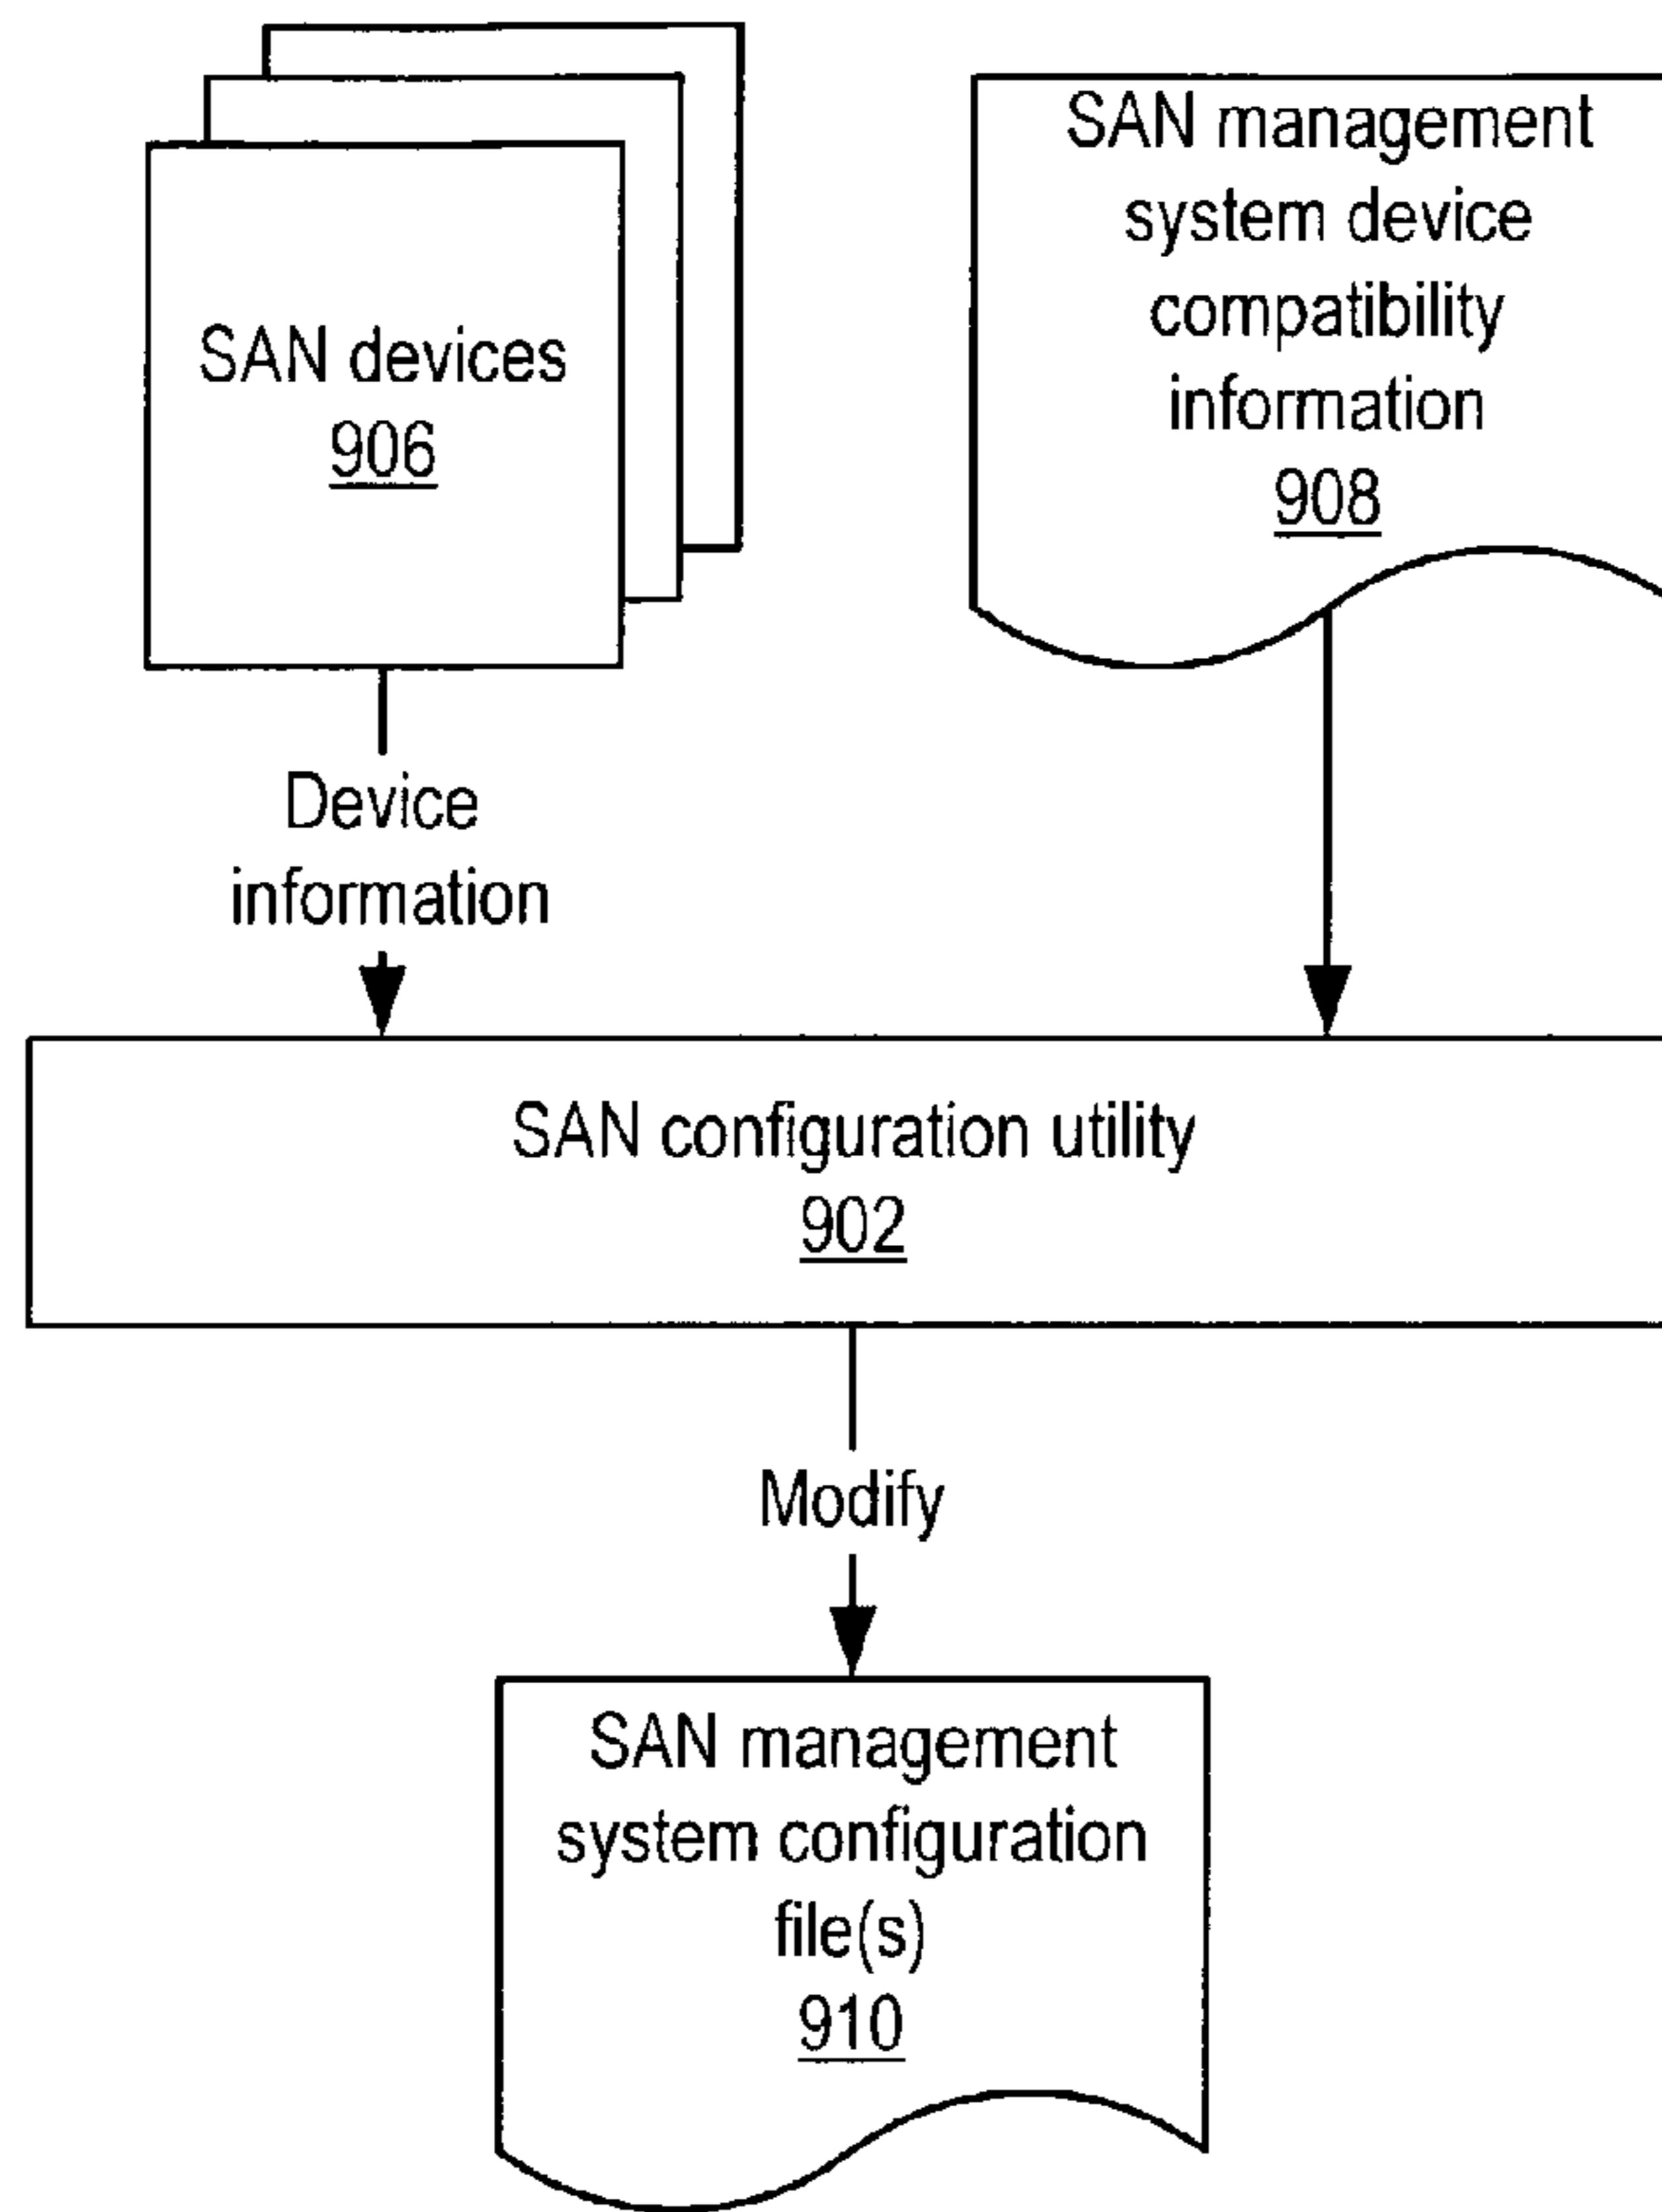 SAN devices
906
SAN management
system device
compatibility
information
908
Device
information
SAN configuration utility
902
Modify
SAN management
system configuration
file(s)
910